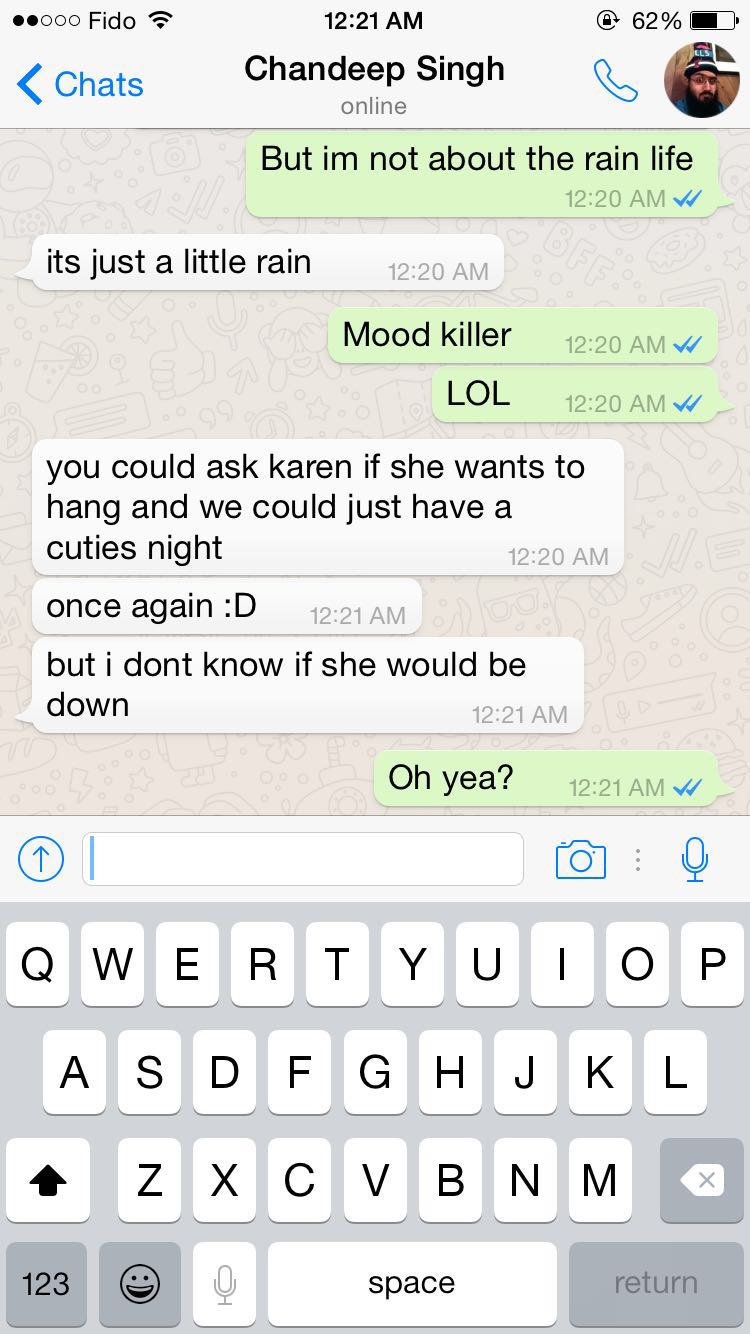 Fido 12:21 AM 62%
Chats Chandeep Singh
online
But im not about the rain life
12:20 AM
its just a little rain 12:20 AM
Mood killer 12:20 AM
LOL 12:20 AM
you could ask karen if she wants to
hang and we could just have a
cuties night 12:20 AM
once again :D 12:21 AM
but i dont know if she would be
down 12:21 AM
Oh yea? 12:21 AM
Q W E R T Y U I O P
A S D F G H J K L
Z X C V B N M
123 space return